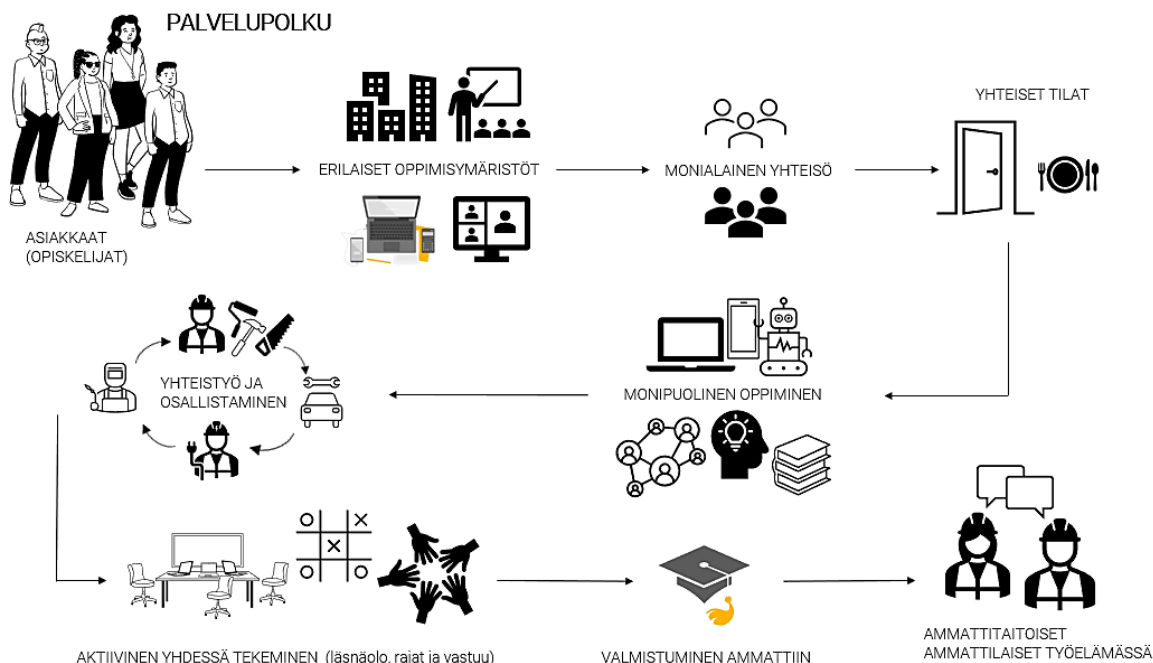 PALVELUPOLKU
ASIAKKAAT
(OPISKELIJAT)
ERILAISET OPPIMISYMÄRISTÖT
MONIALAINEN YHTEISÖ
YHTEISET TILAT
MONIPUOLINEN OPPIMINEN
YHTEISTYÖ JA
OSALLISTAMINEN
AKTIIVINEN YHDESSÄ TEKEMINEN (läsnäolo, rajat ja vastuu)
VALMISTUMINEN AMMATTIIN
AMMATTITAITOISET
AMMATTILAISET TYÖELÄMÄSSÄ